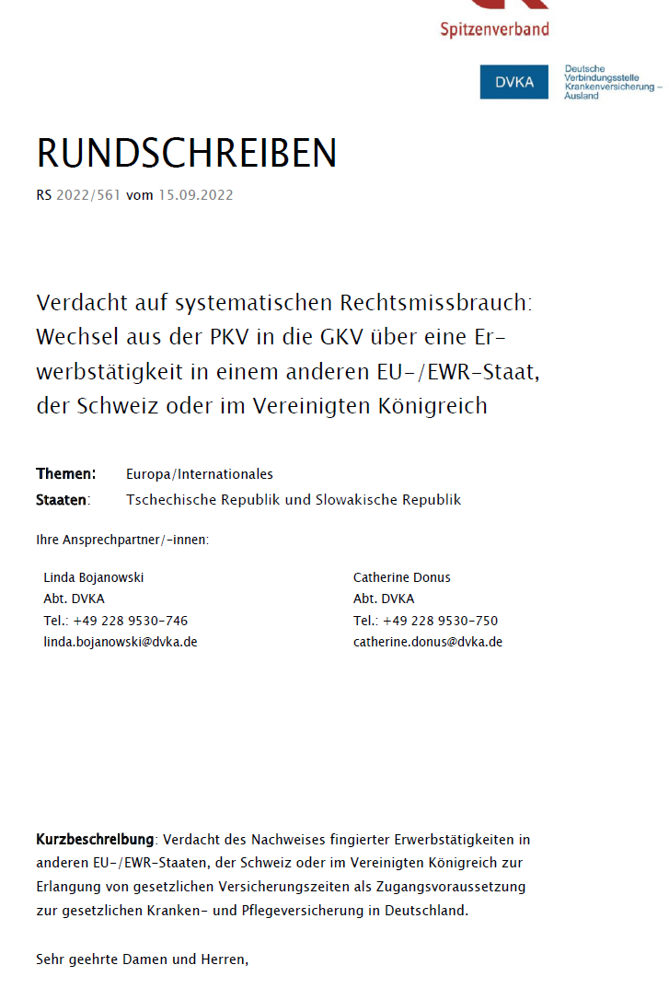 Spitzenverband
DVKA
Deutsche
Verbindungsstelle
Krankenversicherung –
Ausland
RUNDSCHREIBEN
RS 2022/561 vom 15.09.2022
Verdacht auf systematischen Rechtsmissbrauch:
Wechsel aus der PKV in die GKV über eine Er-
werbstätigkeit in einem anderen EU-/EWR-Staat,
der Schweiz oder im Vereinigten Königreich
Themen: Europa/Internationales
Staaten: Tschechische Republik und Slowakische Republik
Ihre Ansprechpartner/-innen:
Linda Bojanowski
Abt. DVKA
Tel.: +49 228 9530-746
linda.bojanowski@dvka.de
Catherine Donus
Abt. DVKA
Tel.: +49 228 9530-750
catherine.donus@dvka.de
Kurzbeschreibung: Verdacht des Nachweises fingierter Erwerbstätigkeiten in
anderen EU-/EWR-Staaten, der Schweiz oder im Vereinigten Königreich zur
Erlangung von gesetzlichen Versicherungszeiten als Zugangsvoraussetzung
zur gesetzlichen Kranken- und Pflegeversicherung in Deutschland.
Sehr geehrte Damen und Herren,